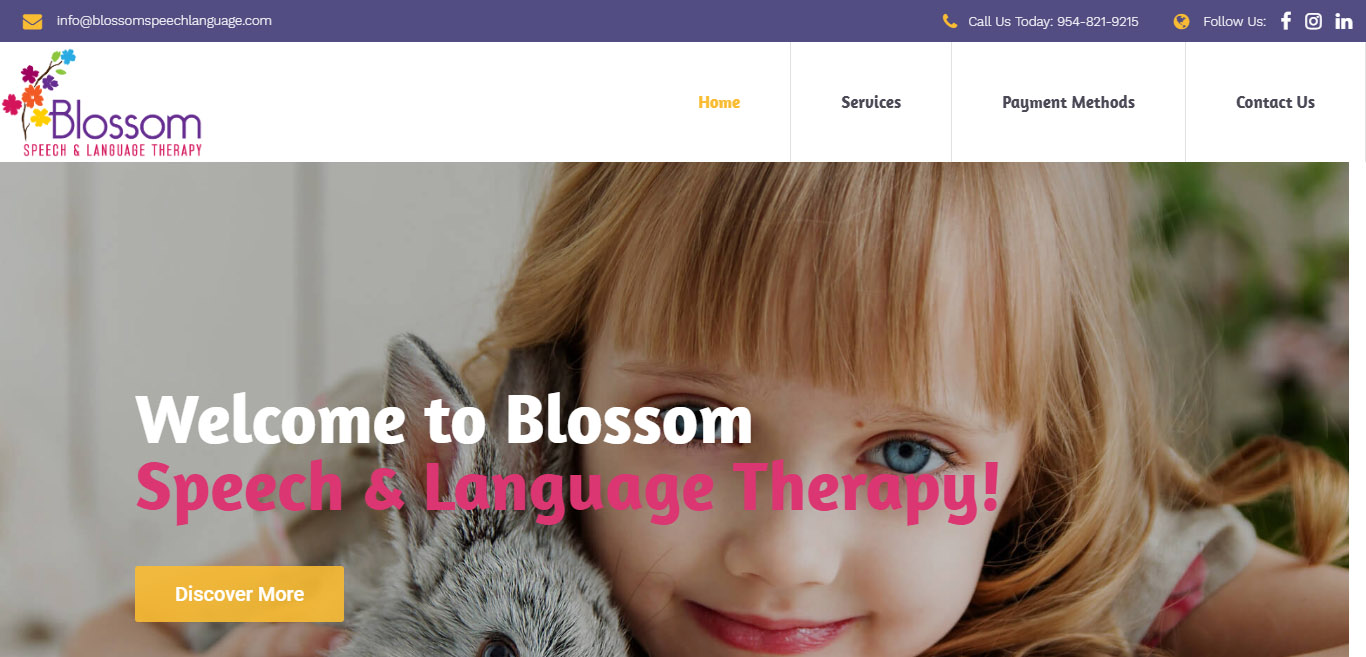 info@blossomspeechlanguage.com
Call Us Today: 954-821-9215
Follow Us:
Blossom
SPEECH & LANGUAGE THERAPY
Home
Services
Payment Methods
Contact Us
Welcome to Blossom
Speech & Language Therapy!
Discover More